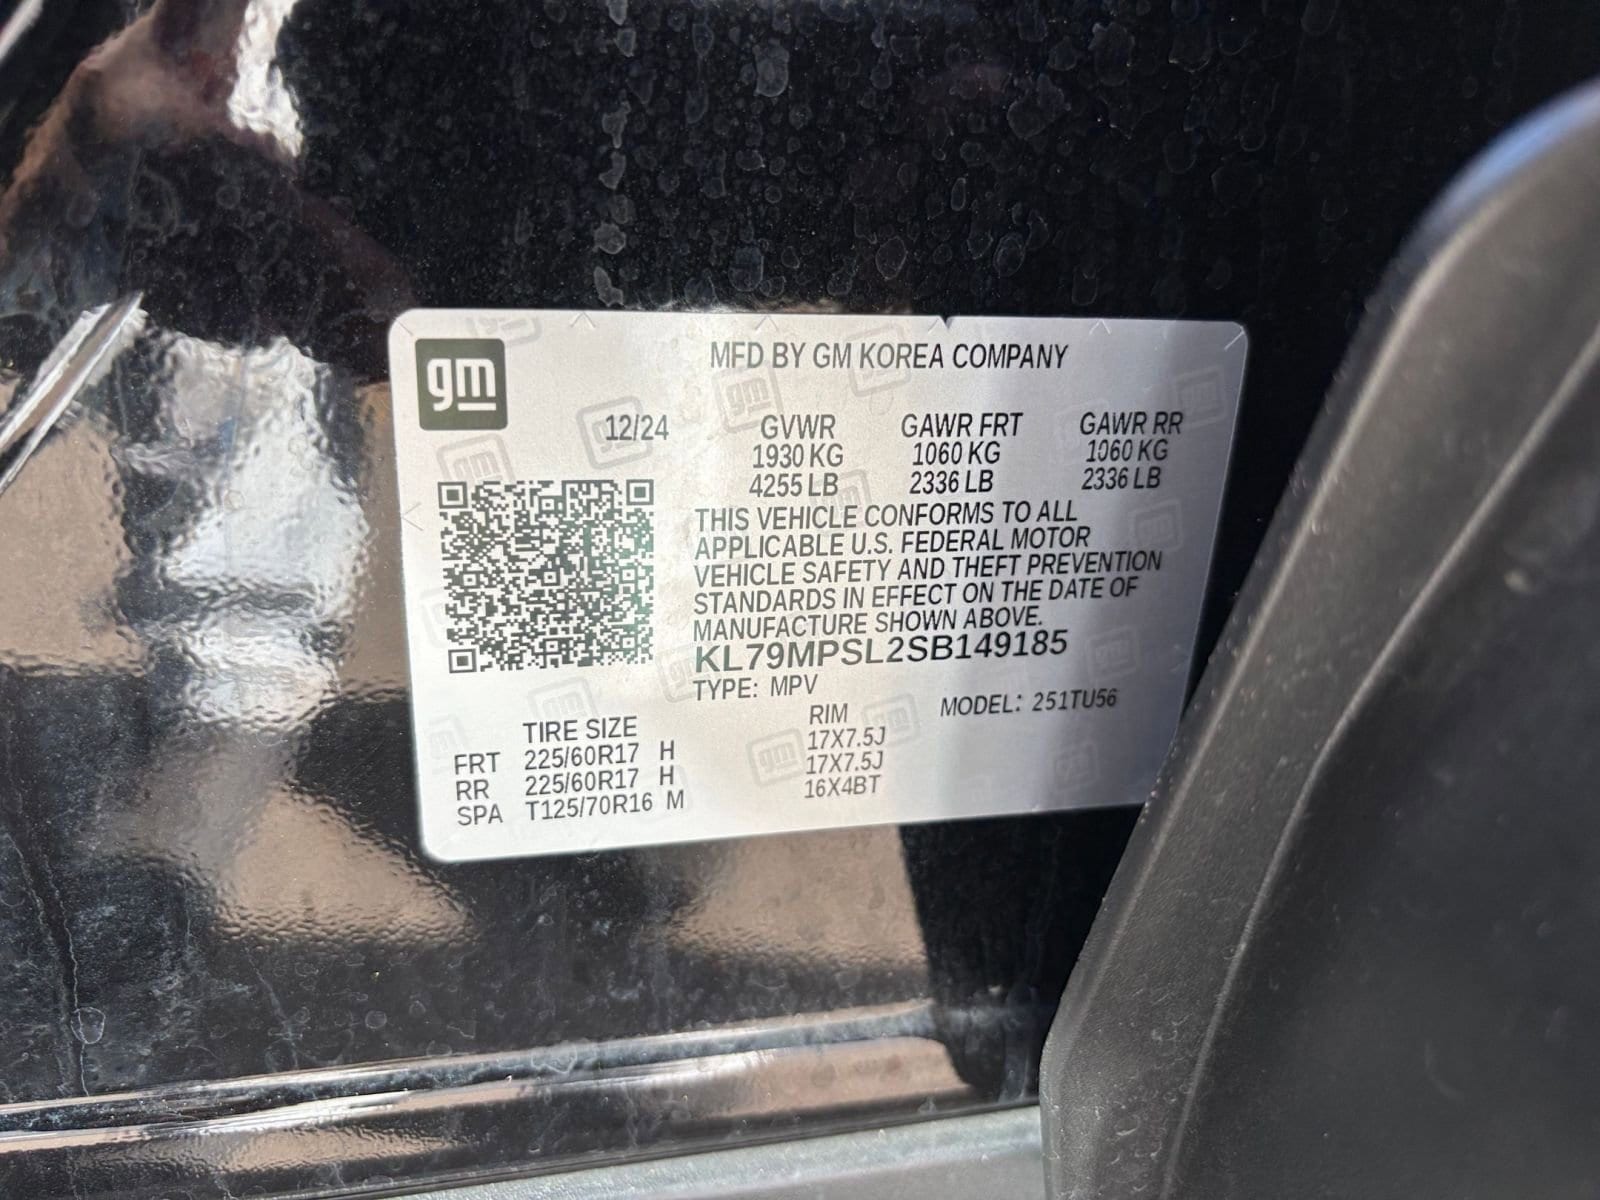 gm
MFD BY GM KOREA COMPANY
12/24 GVWR GAWR FRT GAWR RR
1930 KG 1060 KG 1060 KG
4255 LB 2336 LB 2336 LB
THIS VEHICLE CONFORMS TO ALL
APPLICABLE U.S. FEDERAL MOTOR
VEHICLE SAFETY AND THEFT PREVENTION
STANDARDS IN EFFECT ON THE DATE OF
MANUFACTURE SHOWN ABOVE.
KL79MPSL2SB149185
TYPE: MPV MODEL: 251TU56
TIRE SIZE RIM
FRT 225/60R17 H 17X7.5J
RR 225/60R17 H 17X7.5J
SPA T125/70R16 M 16X4BT